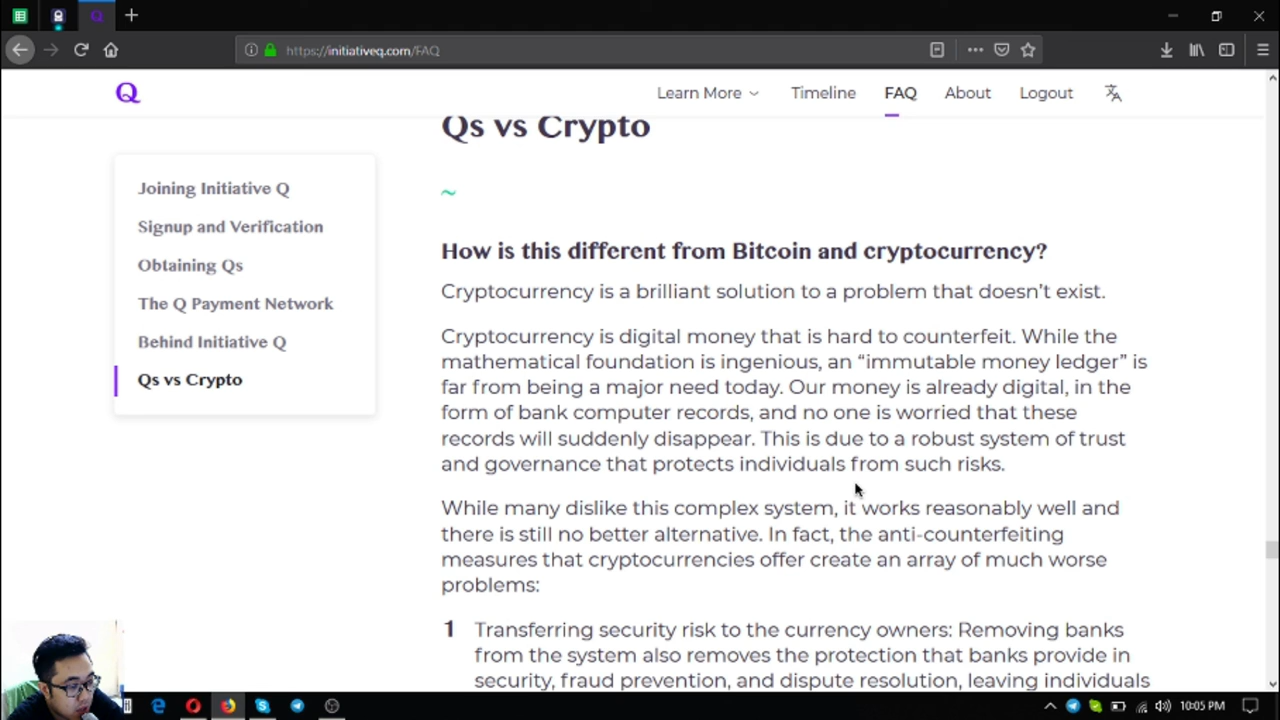 https://initiativeq.com/FAQ
Q
Learn More
Timeline
FAQ
About
Logout
Qs vs Crypto
Joining Initiative Q
Signup and Verification
Obtaining Qs
The Q Payment Network
Behind Initiative Q
Qs vs Crypto
~
How is this different from Bitcoin and cryptocurrency?
Cryptocurrency is a brilliant solution to a problem that doesn’t exist.
Cryptocurrency is digital money that is hard to counterfeit. While the
mathematical foundation is ingenious, an “immutable money ledger” is
far from being a major need today. Our money is already digital, in the
form of bank computer records, and no one is worried that these
records will suddenly disappear. This is due to a robust system of trust
and governance that protects individuals from such risks.
While many dislike this complex system, it works reasonably well and
there is still no better alternative. In fact, the anti-counterfeiting
measures that cryptocurrencies offer create an array of much worse
problems:
1 Transferring security risk to the currency owners: Removing banks
from the system also removes the protection that banks provide in
security, fraud prevention, and dispute resolution, leaving individuals
10:05 PM